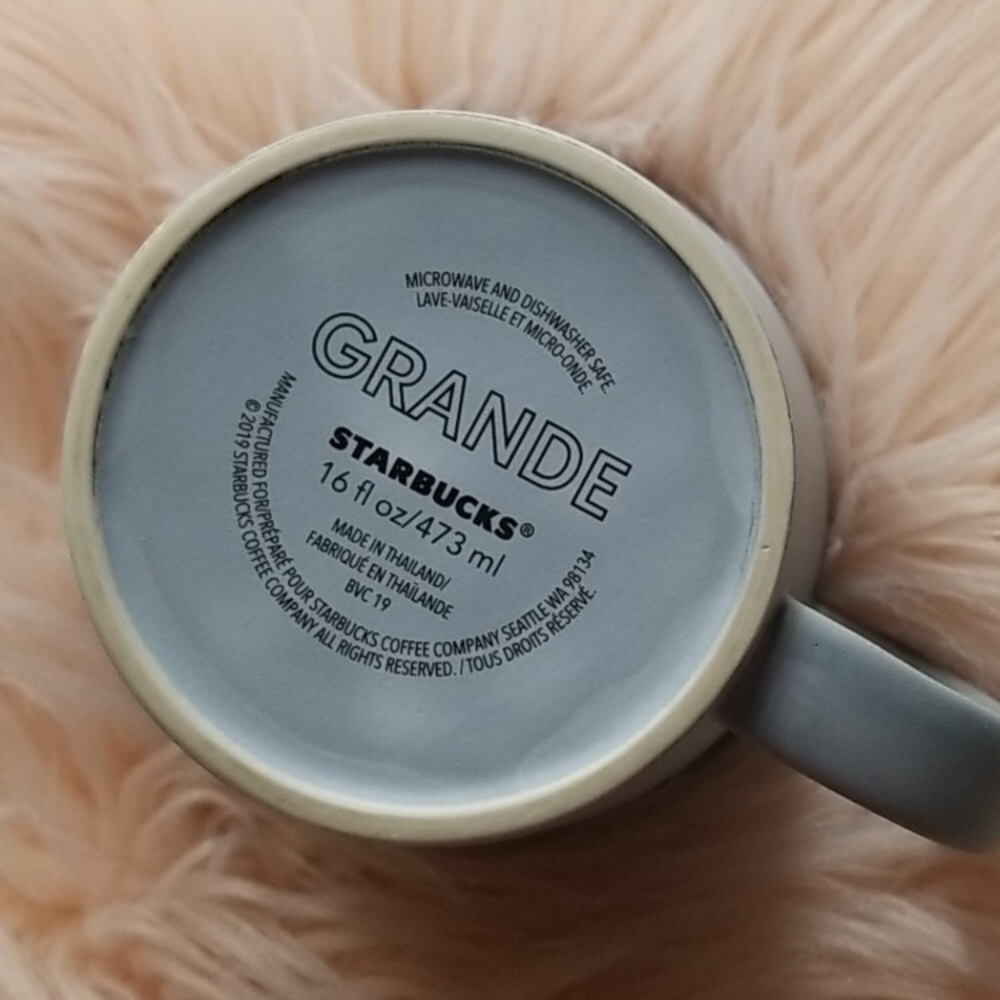 MICROWAVE AND DISHWASHER SAFE.
LAVE-VAISELLE ET MICRO-ONDE.
GRANDE
STARBUCKS®
16 fl oz/473 ml
MADE IN THAILAND/
FABRIQUÉ EN THAÏLANDE
BVC 19
MANUFACTURED FOR/PRÉPARÉ POUR STARBUCKS COFFEE COMPANY SEATTLE WA 98134
©2019 STARBUCKS COFFEE COMPANY ALL RIGHTS RESERVED. / TOUS DROITS RÉSERVÉ.